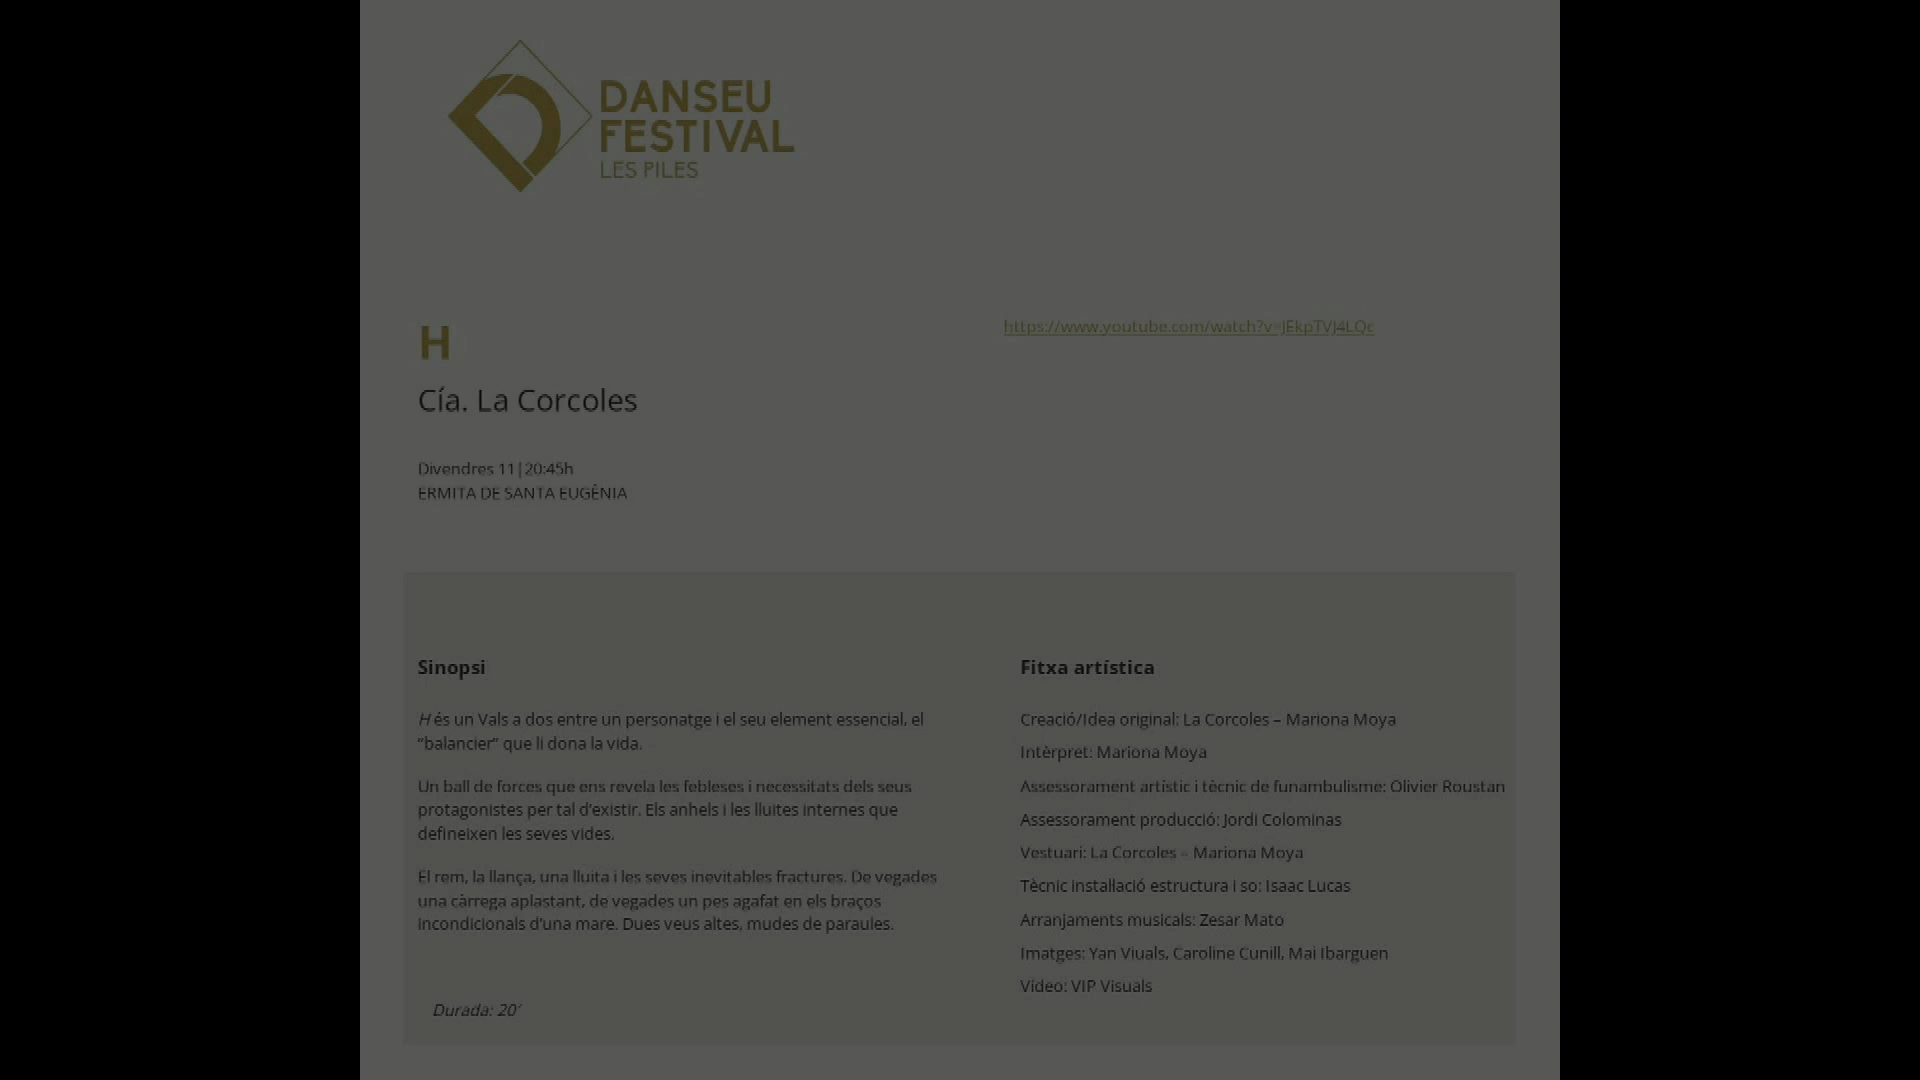 DANSEU
FESTIVAL
LES PILES
H
https://www.youtube.com/watch?v=JEkpTVJ4LQc
Cía. La Corcoles
Divendres 11|20:45h
ERMITA DE SANTA EUGÈNIA
Sinopsi
H és un Vals a dos entre un personatge i el seu element essencial, el
“balancier” que li dona la vida.
Un ball de forces que ens revela les febleses i necessitats dels seus
protagonistes per tal d’existir. Els anhels i les lluites internes que
defineixen les seves vides.
El rem, la llança, una lluita i les seves inevitables fractures. De vegades
una càrrega aplastant, de vegades un pes agafat en els braços
incondicionals d’una mare. Dues veus altes, mudes de paraules.
Durada: 20’
Fitxa artística
Creació/Idea original: La Corcoles – Mariona Moya
Intèrpret: Mariona Moya
Assessorament artístic i tècnic de funambulisme: Olivier Roustan
Assessorament producció: Jordi Colominas
Vestuari: La Corcoles – Mariona Moya
Tècnic installació estructura i so: Isaac Lucas
Arranjaments musicals: Zesar Mato
Imatges: Yan Viuals, Caroline Cunill, Mai Ibarguen
Vídeo: VIP Visuals